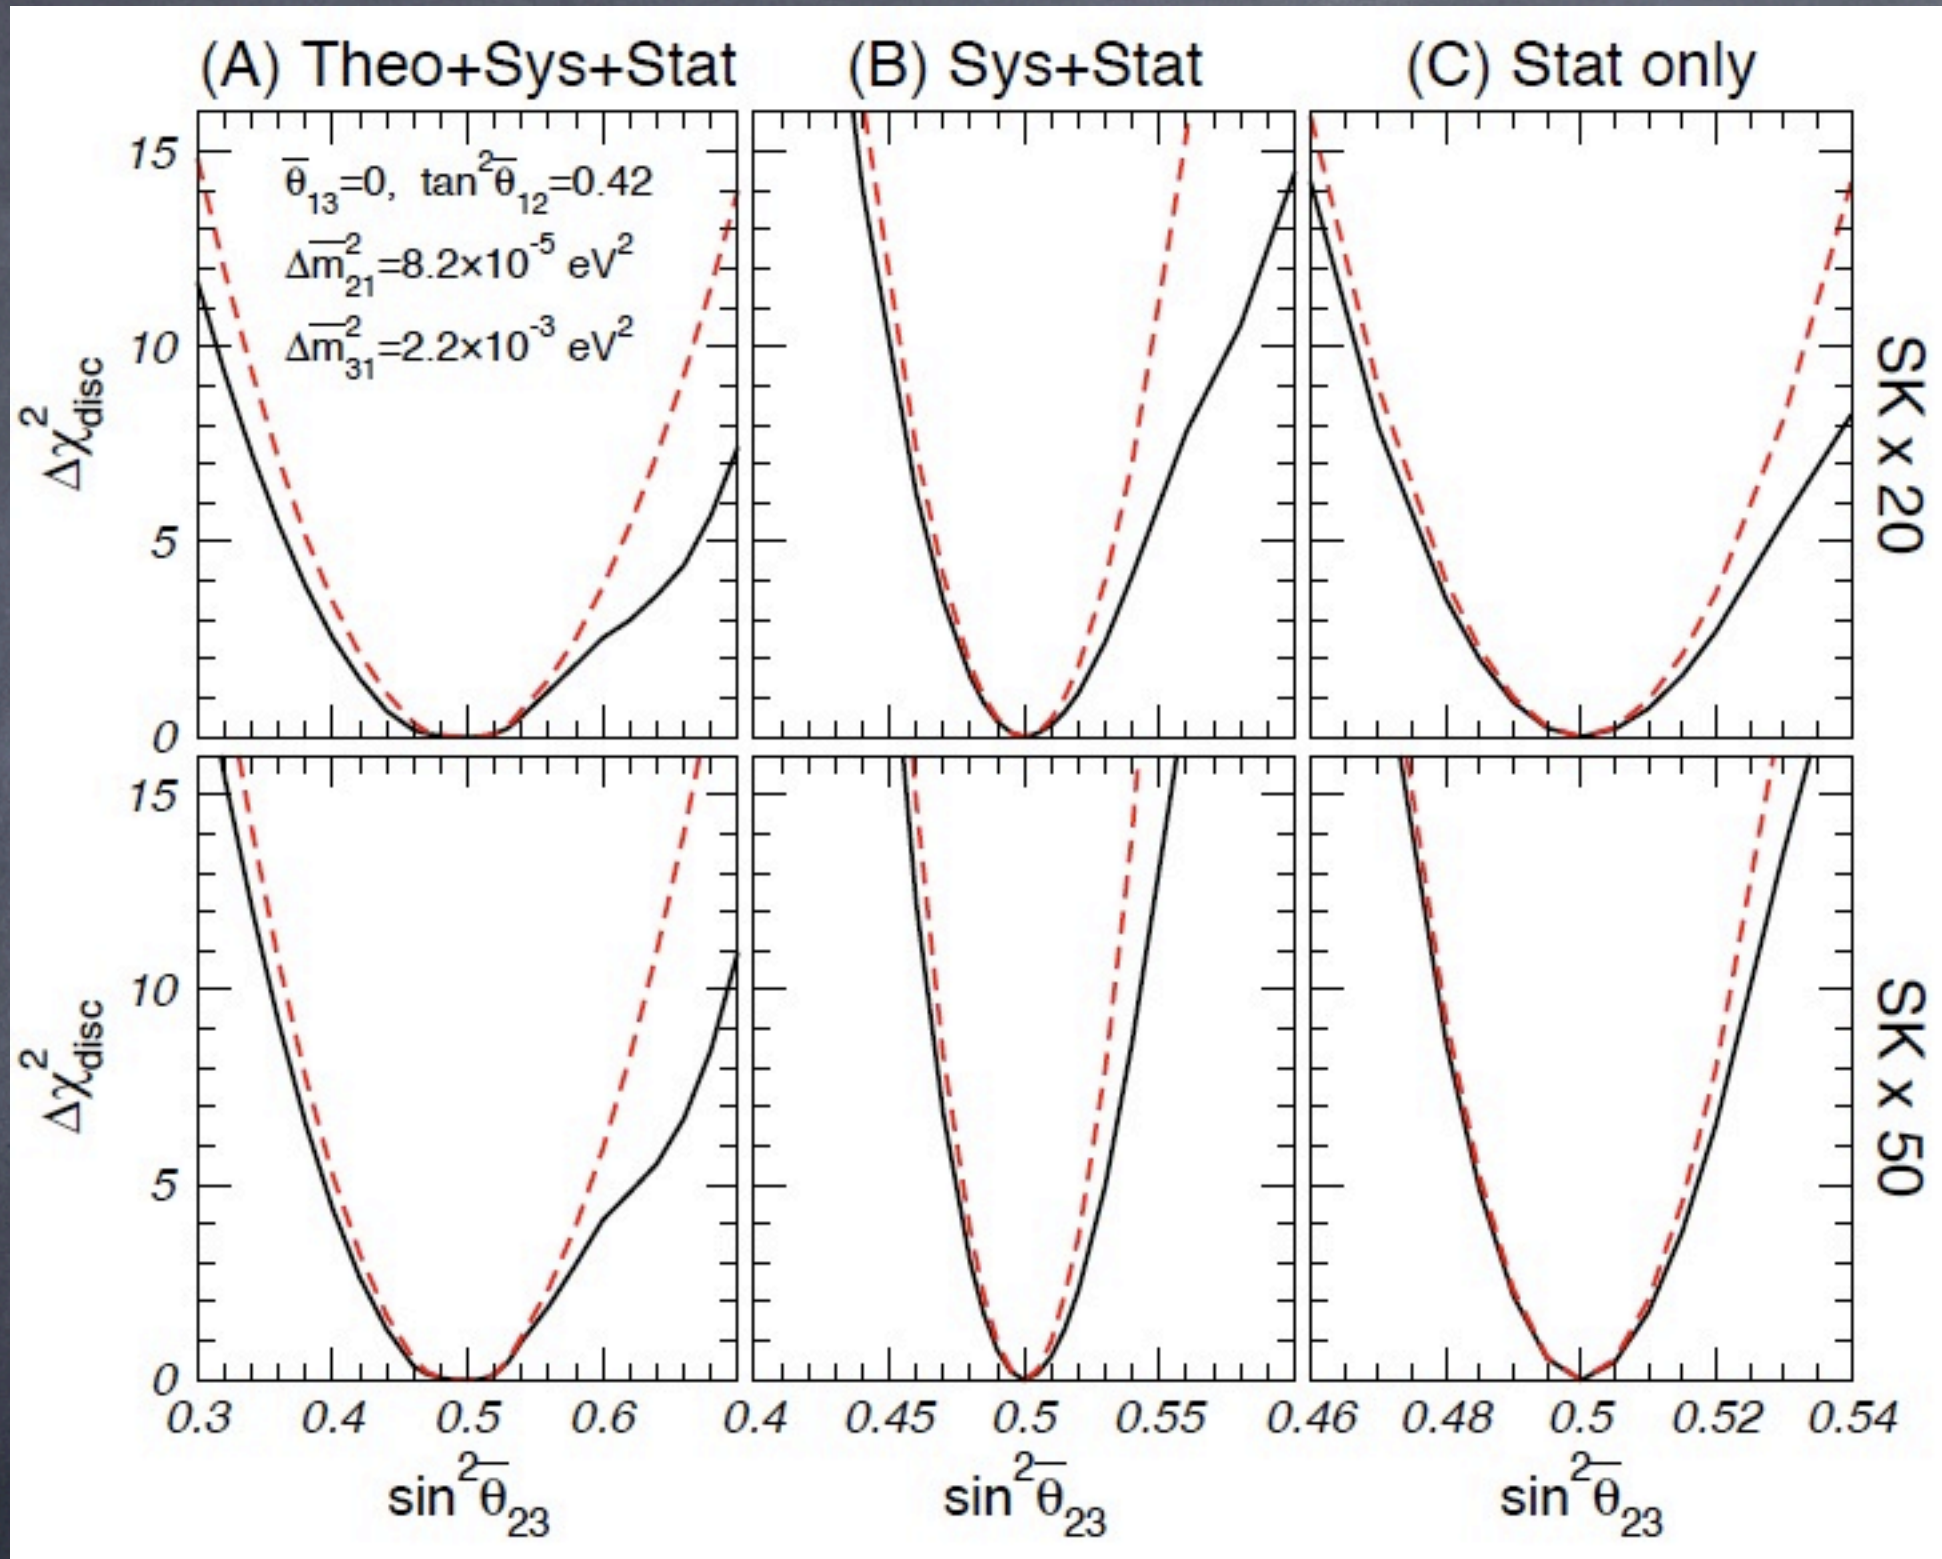 (A) Theo+Sys+Stat (B) Sys+Stat (C) Stat only
15
10
5
0
Δχ²disc
θ̅₁₃=0, tan²θ̅₁₂=0.42
Δm̅²₂₁=8.2×10⁻⁵ eV²
Δm̅²₃₁=2.2×10⁻³ eV²
SK x 20
15
10
5
0
Δχ²disc
SK x 50
0.3 0.4 0.5 0.6 0.4 0.45 0.5 0.55 0.46 0.48 0.5 0.52 0.54
sin²θ̅₂₃ sin²θ̅₂₃ sin²θ̅₂₃